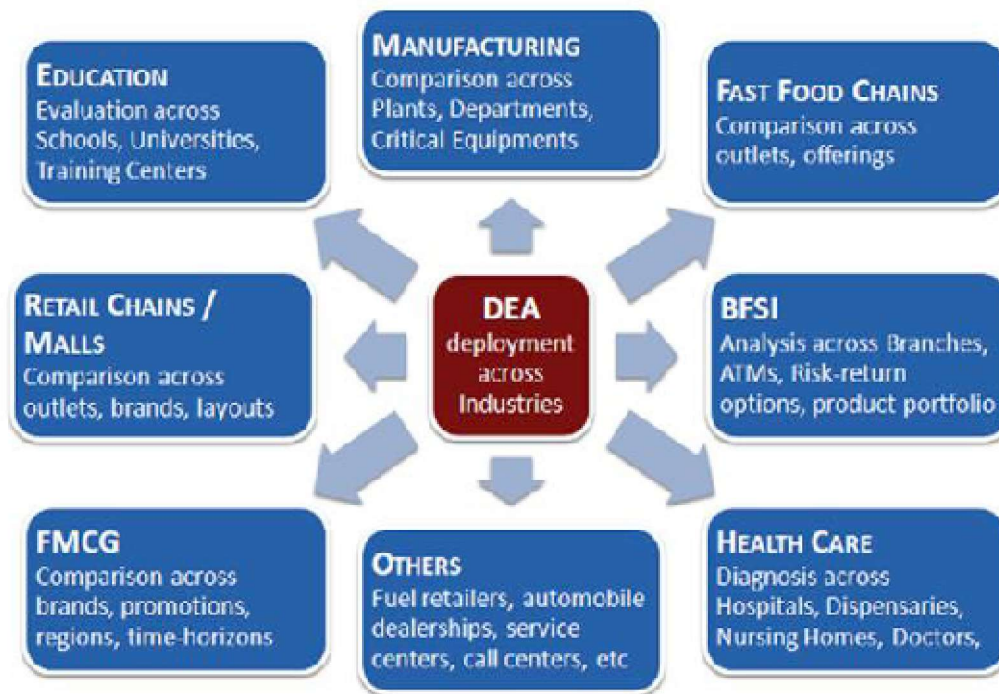 EDUCATION
Evaluation across
Schools, Universities,
Training Centers
MANUFACTURING
Comparison across
Plants, Departments,
Critical Equipments
FAST FOOD CHAINS
Comparison across
outlets, offerings
RETAIL CHAINS /
MALLS
Comparison across
outlets, brands, layouts
DEA
deployment
across
Industries
BFSI
Analysis across Branches,
ATMs, Risk-return
options, product portfolio
FMCG
Comparison across
brands, promotions,
regions, time-horizons
OTHERS
Fuel retailers, automobile
dealerships, service
centers, call centers, etc
HEALTH CARE
Diagnosis across
Hospitals, Dispensaries,
Nursing Homes, Doctors,